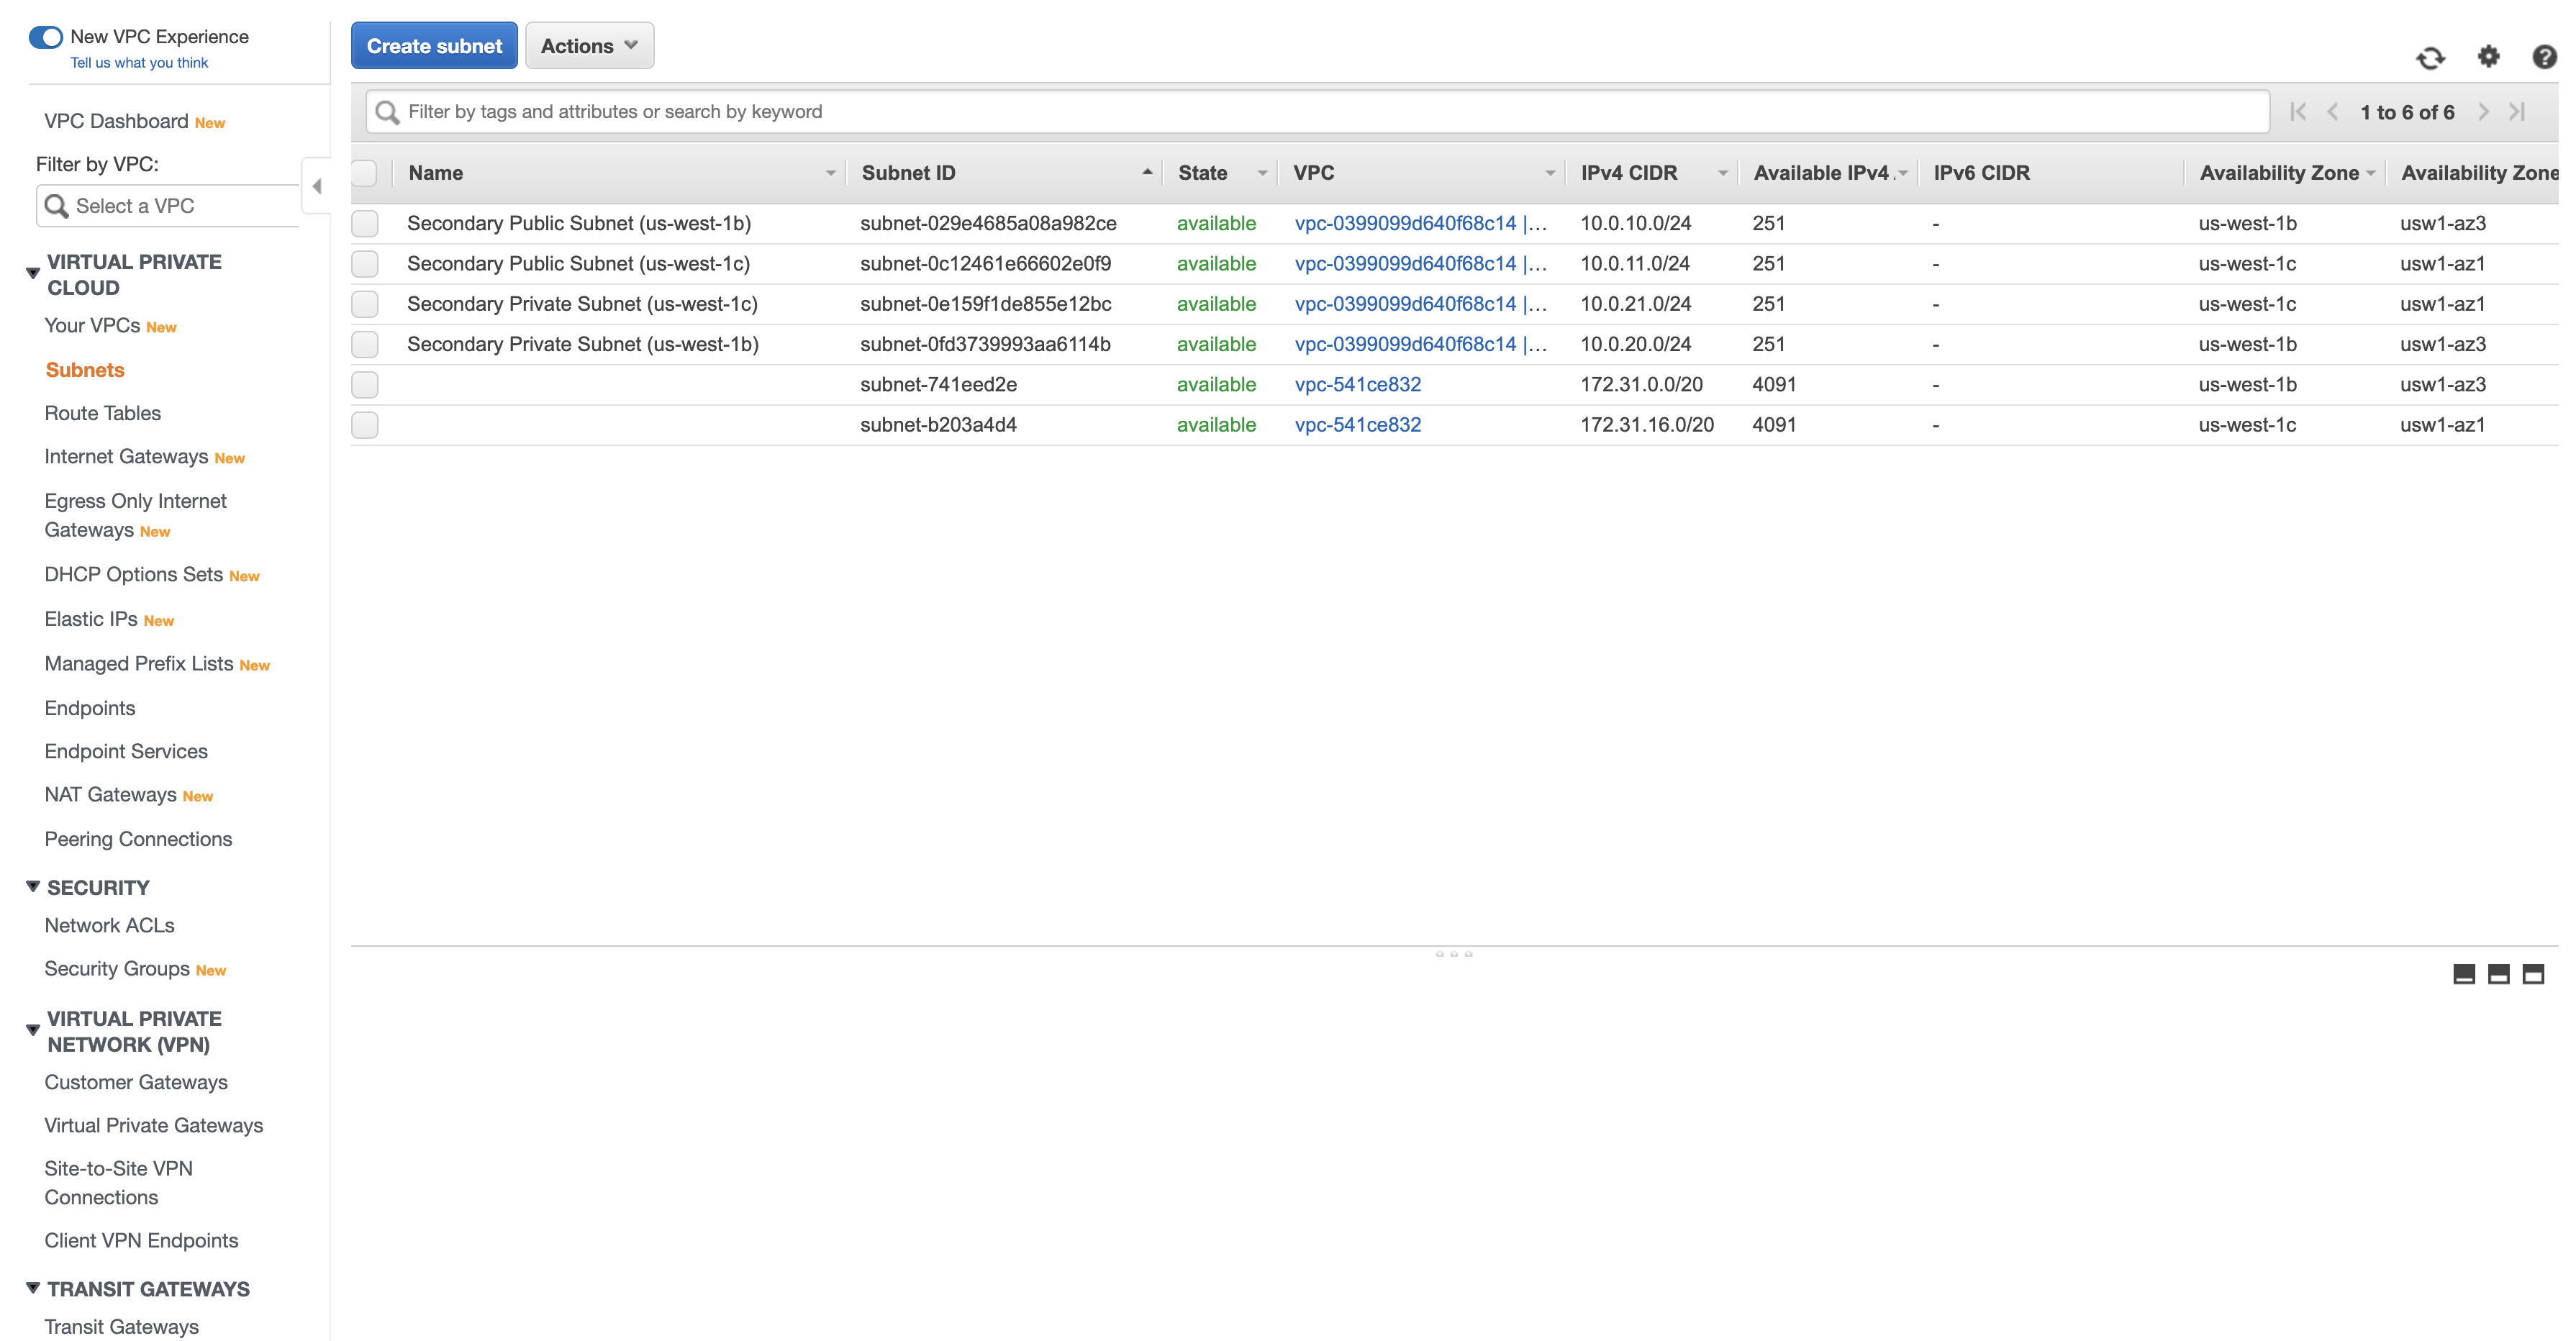 New VPC Experience
Tell us what you think
VPC Dashboard New
Filter by VPC:
Select a VPC
VIRTUAL PRIVATE
CLOUD
Your VPCs New
Subnets
Route Tables
Internet Gateways New
Egress Only Internet
Gateways New
DHCP Options Sets New
Elastic IPs New
Managed Prefix Lists New
Endpoints
Endpoint Services
NAT Gateways New
Peering Connections
SECURITY
Network ACLs
Security Groups New
VIRTUAL PRIVATE
NETWORK (VPN)
Customer Gateways
Virtual Private Gateways
Site-to-Site VPN
Connections
Client VPN Endpoints
TRANSIT GATEWAYS
Transit Gateways
Create subnet Actions
Filter by tags and attributes or search by keyword 1 to 6 of 6
Name Subnet ID State VPC IPv4 CIDR Available IPv4 IPv6 CIDR Availability Zone Availability Zone
Secondary Public Subnet (us-west-1b) subnet-029e4685a08a982ce available vpc-0399099d640f68c14 |... 10.0.10.0/24 251 - us-west-1b usw1-az3
Secondary Public Subnet (us-west-1c) subnet-0c12461e66602e0f9 available vpc-0399099d640f68c14 |... 10.0.11.0/24 251 - us-west-1c usw1-az1
Secondary Private Subnet (us-west-1c) subnet-0e159f1de855e12bc available vpc-0399099d640f68c14 |... 10.0.21.0/24 251 - us-west-1c usw1-az1
Secondary Private Subnet (us-west-1b) subnet-0fd3739993aa6114b available vpc-0399099d640f68c14 |... 10.0.20.0/24 251 - us-west-1b usw1-az3
subnet-741eed2e available vpc-541ce832 172.31.0.0/20 4091 - us-west-1b usw1-az3
subnet-b203a4d4 available vpc-541ce832 172.31.16.0/20 4091 - us-west-1c usw1-az1